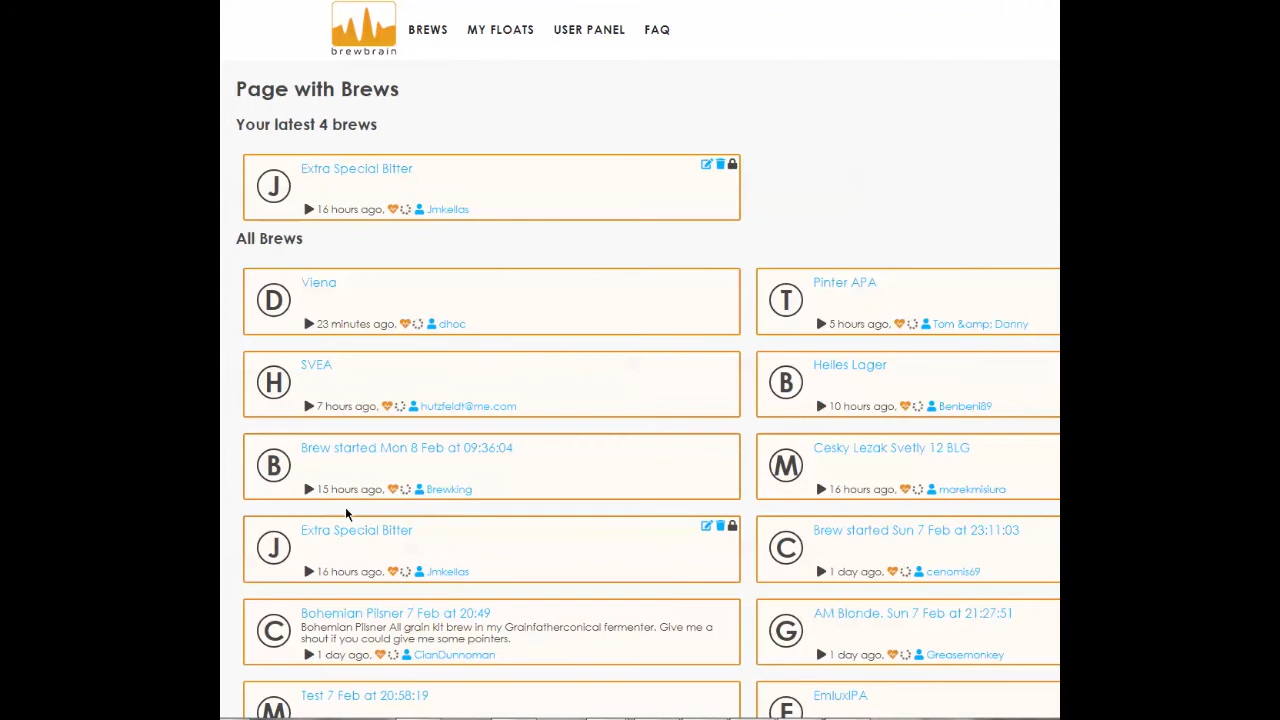 brewbrain
BREWS MY FLOATS USER PANEL FAQ
Page with Brews
Your latest 4 brews
J
Extra Special Bitter
16 hours ago, Jmkellas
All Brews
D
Viena
23 minutes ago, dhoc
T
Pinter APA
5 hours ago, Tom &amp; Danny
H
SVEA
7 hours ago, hutzfeldt@me.com
B
Helles Lager
10 hours ago, Benbeni89
B
Brew started Mon 8 Feb at 09:36:04
15 hours ago, Brewking
M
Cesky Lezak Svetly 12 BLG
16 hours ago, marekmisiura
J
Extra Special Bitter
16 hours ago, Jmkellas
C
Brew started Sun 7 Feb at 23:11:03
1 day ago, cenomis69
C
Bohemian Pilsner 7 Feb at 20:49
Bohemian Pilsner All grain kit brew in my Grainfatherconical fermenter. Give me a
shout if you could give me some pointers.
1 day ago, CianDunnoman
G
AM Blonde. Sun 7 Feb at 21:27:51
1 day ago, Greasemonkey
M
Test 7 Feb at 20:58:19
E
EmluxIPA